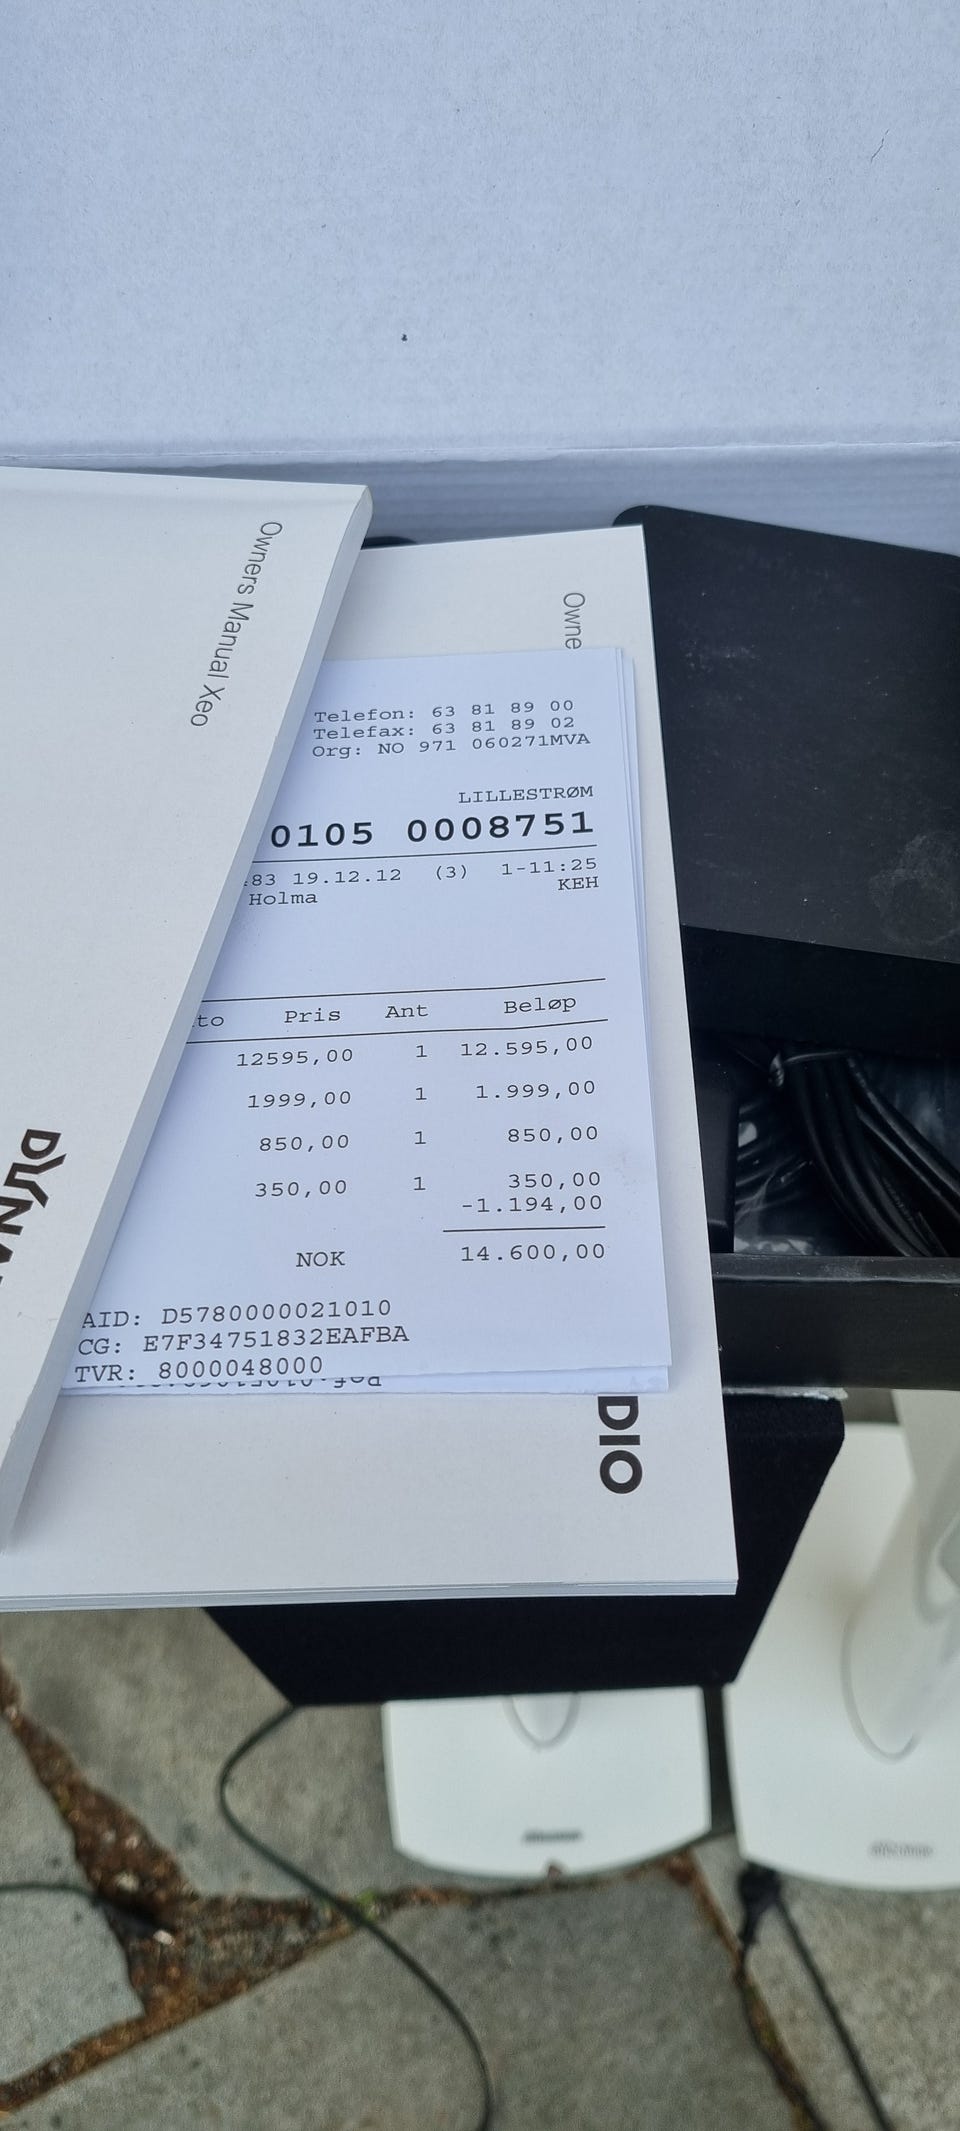 Owners Manual Xeo
Owne
Telefon: 63 81 89 00
Telefax: 63 81 89 02
Org: NO 971 060271MVA
LILLESTRØM
0105 0008751
83 19.12.12 (3) 1-11:25
Holma KEH
to Pris Ant Beløp
12595,00 1 12.595,00
1999,00 1 1.999,00
850,00 1 850,00
350,00 1 350,00
-1.194,00
NOK 14.600,00
AID: D5780000021010
CG: E7F34751832EAFBA
TVR: 8000048000
DYNA
DIO